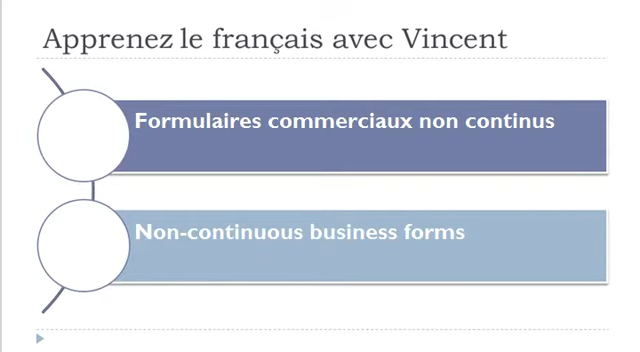 Apprenez le français avec Vincent
Formulaires commerciaux non continus
Non-continuous business forms